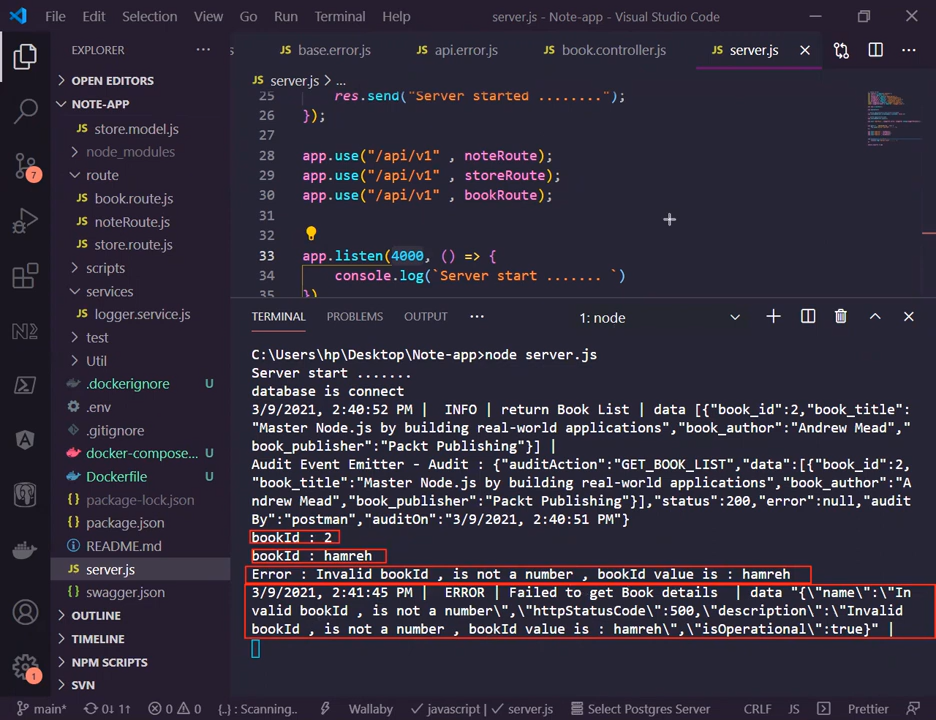 File Edit Selection View Go Run Terminal Help server.js - Note-app - Visual Studio Code
EXPLORER
base.error.js api.error.js book.controller.js server.js
OPEN EDITORS
NOTE-APP
store.model.js
node_modules
route
book.route.js
noteRoute.js
store.route.js
scripts
services
logger.service.js
test
Util
.dockerignore U
.env
.gitignore
docker-compose... U
Dockerfile U
package-lock.json
package.json
README.md
server.js
swagger.json
OUTLINE
TIMELINE
NPM SCRIPTS
SVN
7
1
server.js > ...
25 res.send("Server started ........");
26 });
27
28 app.use("/api/v1" , noteRoute);
29 app.use("/api/v1" , storeRoute);
30 app.use("/api/v1" , bookRoute);
31
32
33 app.listen(4000, () => {
34 console.log(`Server start ....... `)
35 })
TERMINAL PROBLEMS OUTPUT 1: node
C:\Users\hp\Desktop\Note-app>node server.js
Server start .......
database is connect
3/9/2021, 2:40:52 PM | INFO | return Book List | data [{"book_id":2,"book_title":
"Master Node.js by building real-world applications","book_author":"Andrew Mead","
book_publisher":"Packt Publishing"}] |
Audit Event Emitter - Audit : {"auditAction":"GET_BOOK_LIST","data":[{"book_id":2,
"book_title":"Master Node.js by building real-world applications","book_author":"A
ndrew Mead","book_publisher":"Packt Publishing"}],"status":200,"error":null,"audit
By":"postman","auditOn":"3/9/2021, 2:40:51 PM"}
bookId : 2
bookId : hamreh
Error : Invalid bookId , is not a number , bookId value is : hamreh
3/9/2021, 2:41:45 PM | ERROR | Failed to get Book details | data "{\"name\":\"In
valid bookId , is not a number\",\"httpStatusCode\":500,\"description\":\"Invalid
bookId , is not a number , bookId value is : hamreh\",\"isOperational\":true}" |
main* 0↓ 1↑ 0 0 {..} : Scanning.. Wallaby javascript | server.js Select Postgres Server CRLF JS Prettier